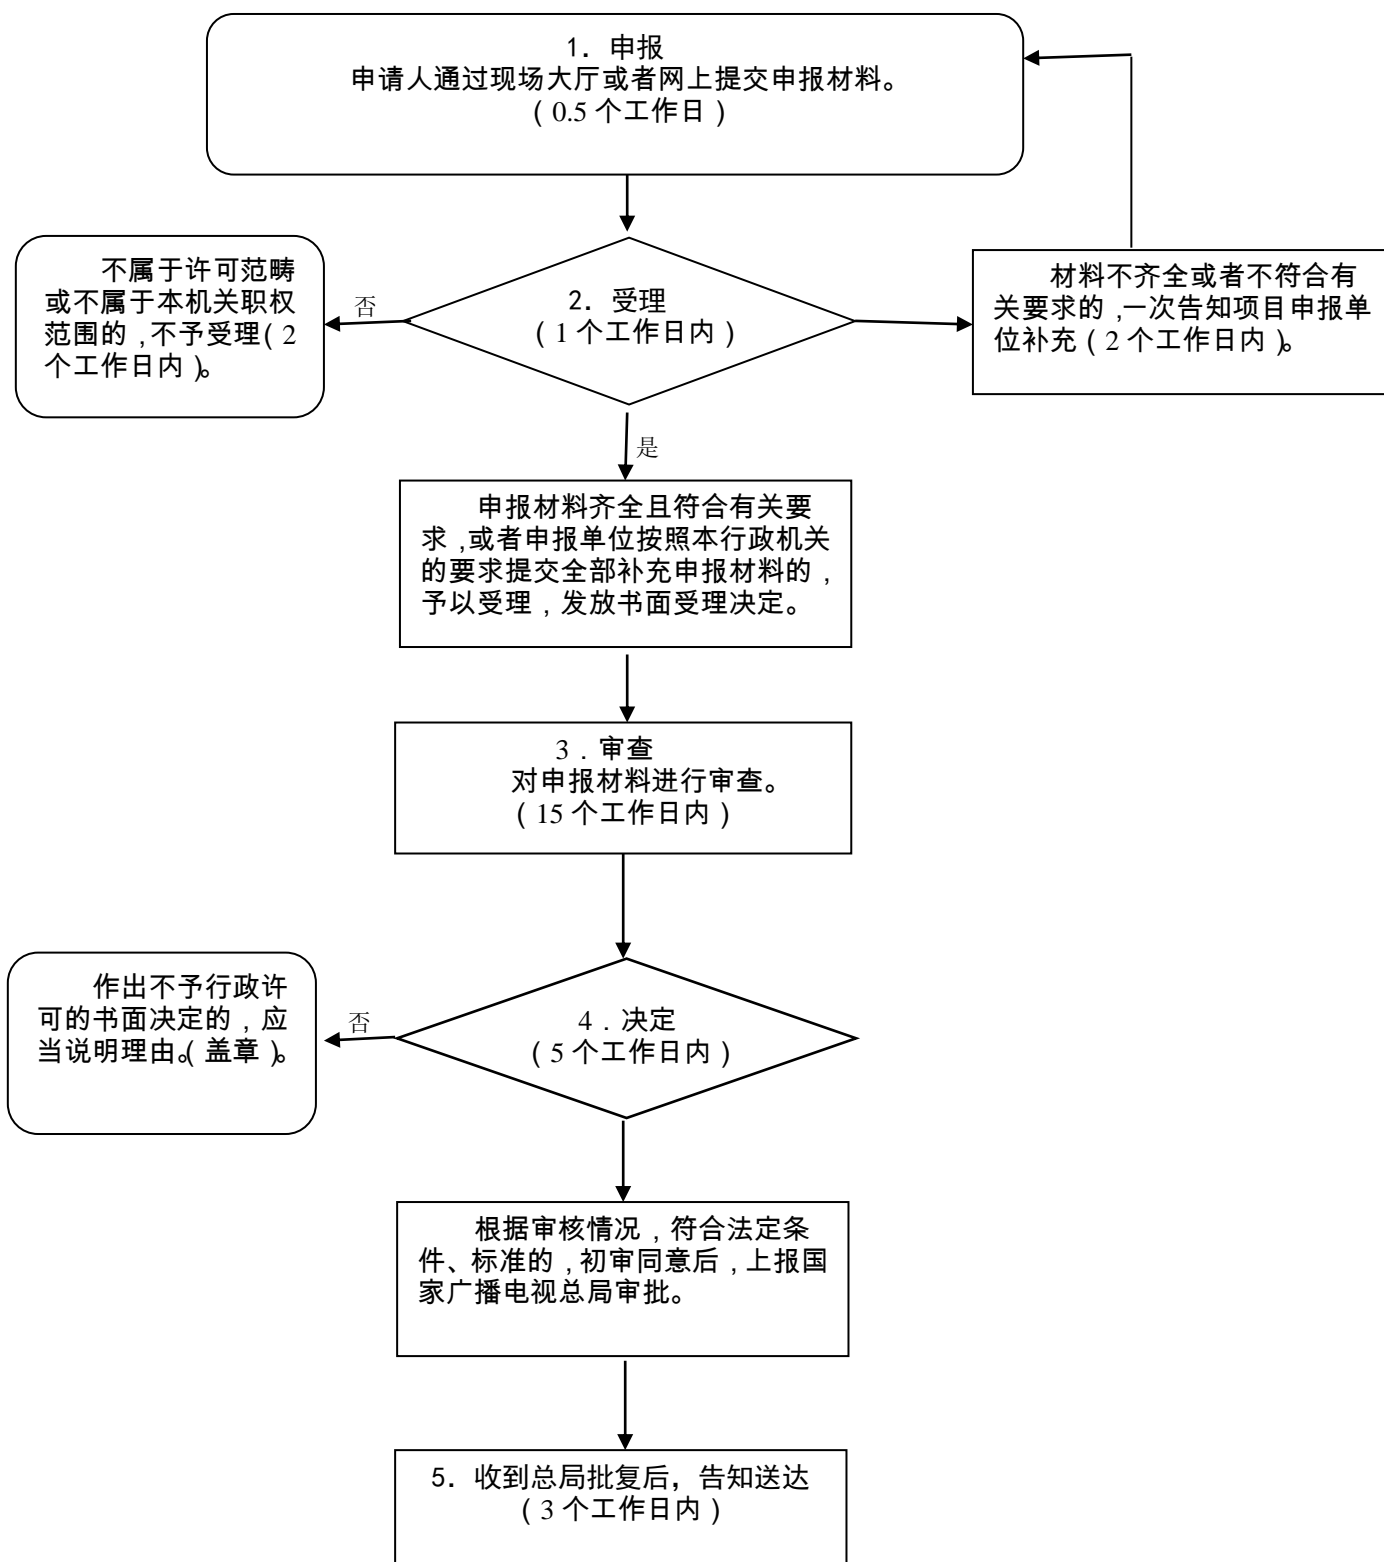 1. 申报
申请人通过现场大厅或者网上提交申报材料。
（0.5 个工作日）
不属于许可范畴
或不属于本机关职权
范围的，不予受理（2
个工作日内）。
否
2. 受理
（1 个工作日内）
材料不齐全或者不符合有
关要求的，一次告知项目申报单
位补充（2 个工作日内）。
是
申报材料齐全且符合有关要
求，或者申报单位按照本行政机关
的要求提交全部补充申报材料的，
予以受理，发放书面受理决定。
3．审查
对申报材料进行审查。
（15 个工作日内）
作出不予行政许
可的书面决定的，应
当说明理由。（盖章）。
否
4．决定
（5 个工作日内）
根据审核情况，符合法定条
件、标准的，初审同意后，上报国
家广播电视总局审批。
5. 收到总局批复后，告知送达
（3 个工作日内）